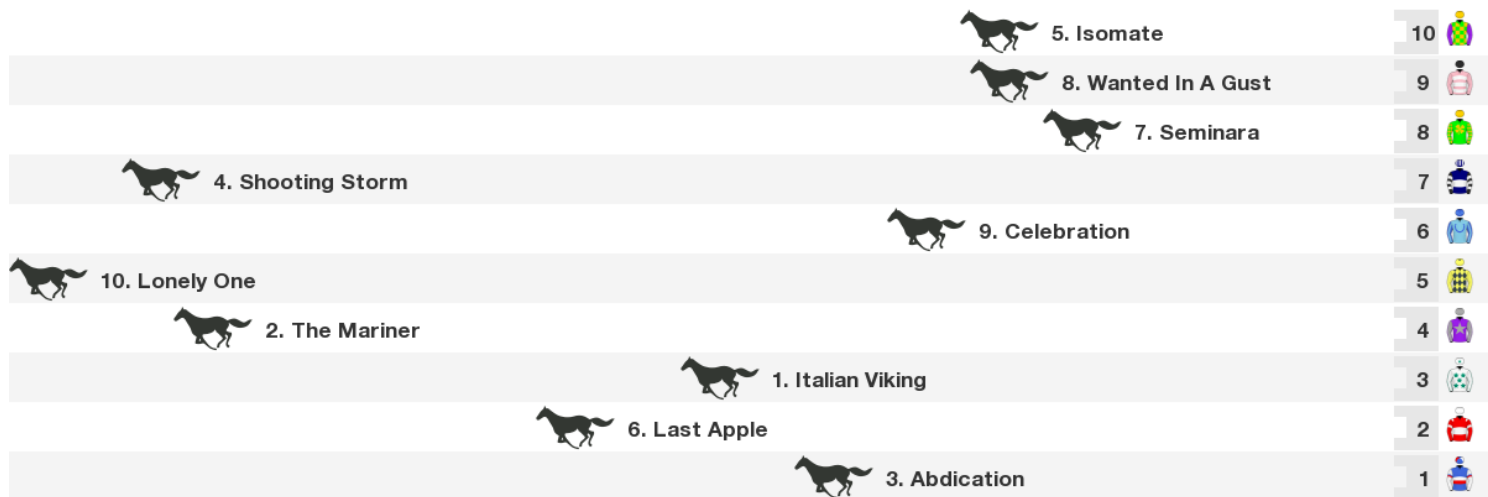 5. Isomate 10
8. Wanted In A Gust 9
7. Seminara 8
4. Shooting Storm 7
9. Celebration 6
10. Lonely One 5
2. The Mariner 4
1. Italian Viking 3
6. Last Apple 2
3. Abdication 1